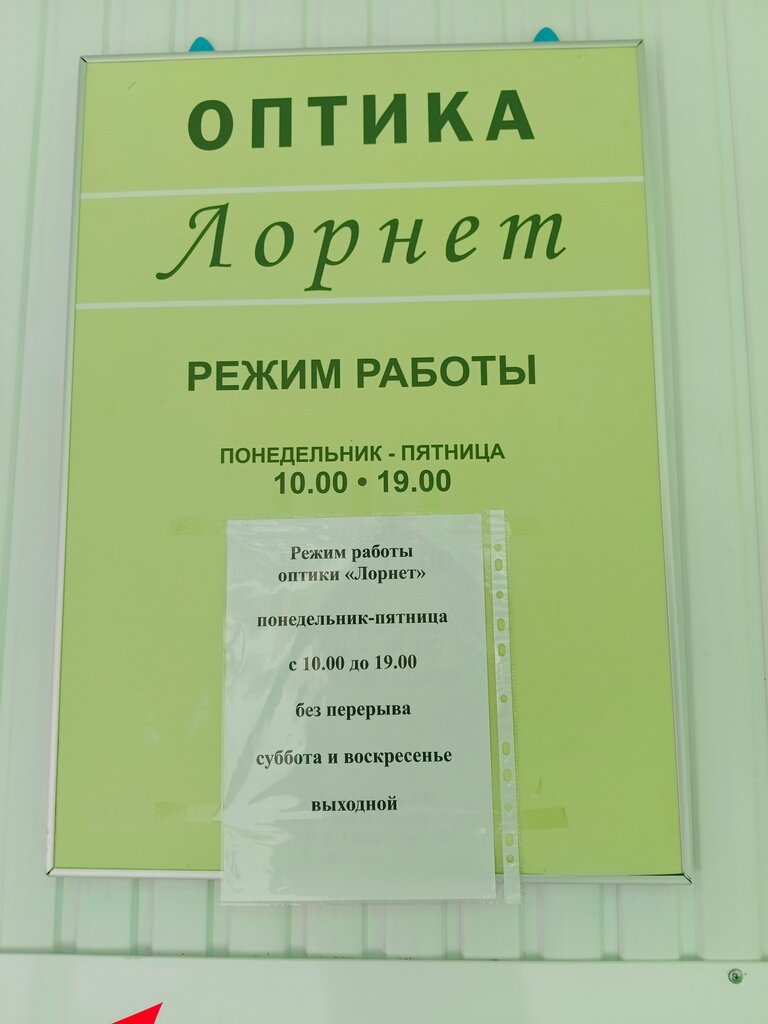 ОПТИКА
Лорнет
РЕЖИМ РАБОТЫ
ПОНЕДЕЛЬНИК - ПЯТНИЦА
10.00 • 19.00
Режим работы
оптики «Лорнет»
понедельник-пятница
с 10.00 до 19.00
без перерыва
суббота и воскресенье
выходной